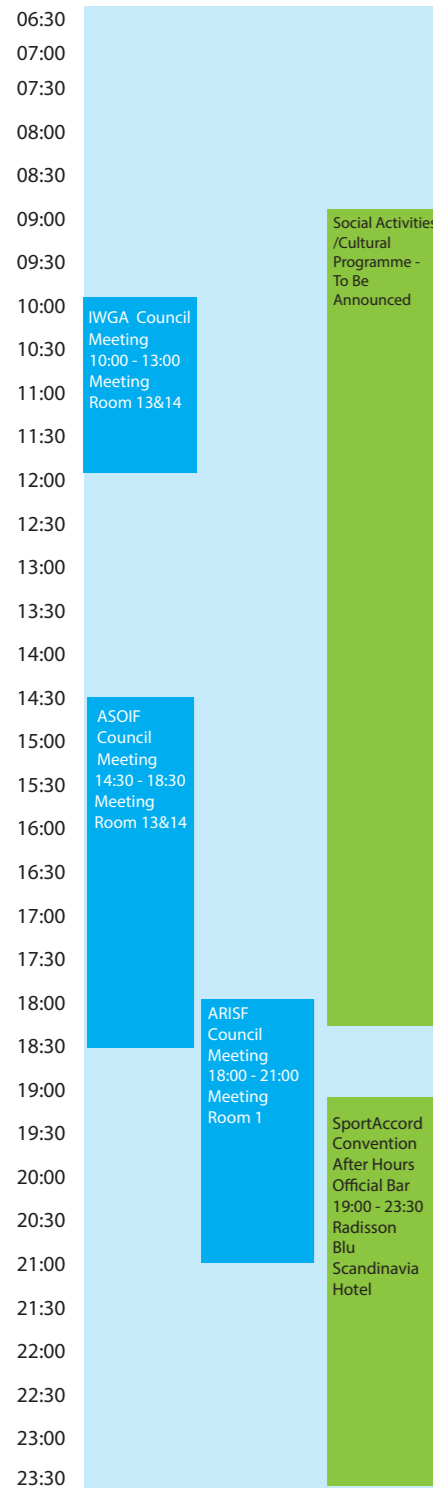 06:30
07:00
07:30
08:00
08:30
09:00
09:30
10:00
10:30
11:00
11:30
12:00
12:30
13:00
13:30
14:00
14:30
15:00
15:30
16:00
16:30
17:00
17:30
18:00
18:30
19:00
19:30
20:00
20:30
21:00
21:30
22:00
22:30
23:00
23:30
IWGA Council
Meeting
10:00 - 13:00
Meeting
Room 13&14
ASOIF
Council
Meeting
14:30 - 18:30
Meeting
Room 13&14
ARISF
Council
Meeting
18:00 - 21:00
Meeting
Room 1
Social Activities
/Cultural
Programme -
To Be
Announced
SportAccord
Convention
After Hours
Official Bar
19:00 - 23:30
Radisson
Blu
Scandinavia
Hotel